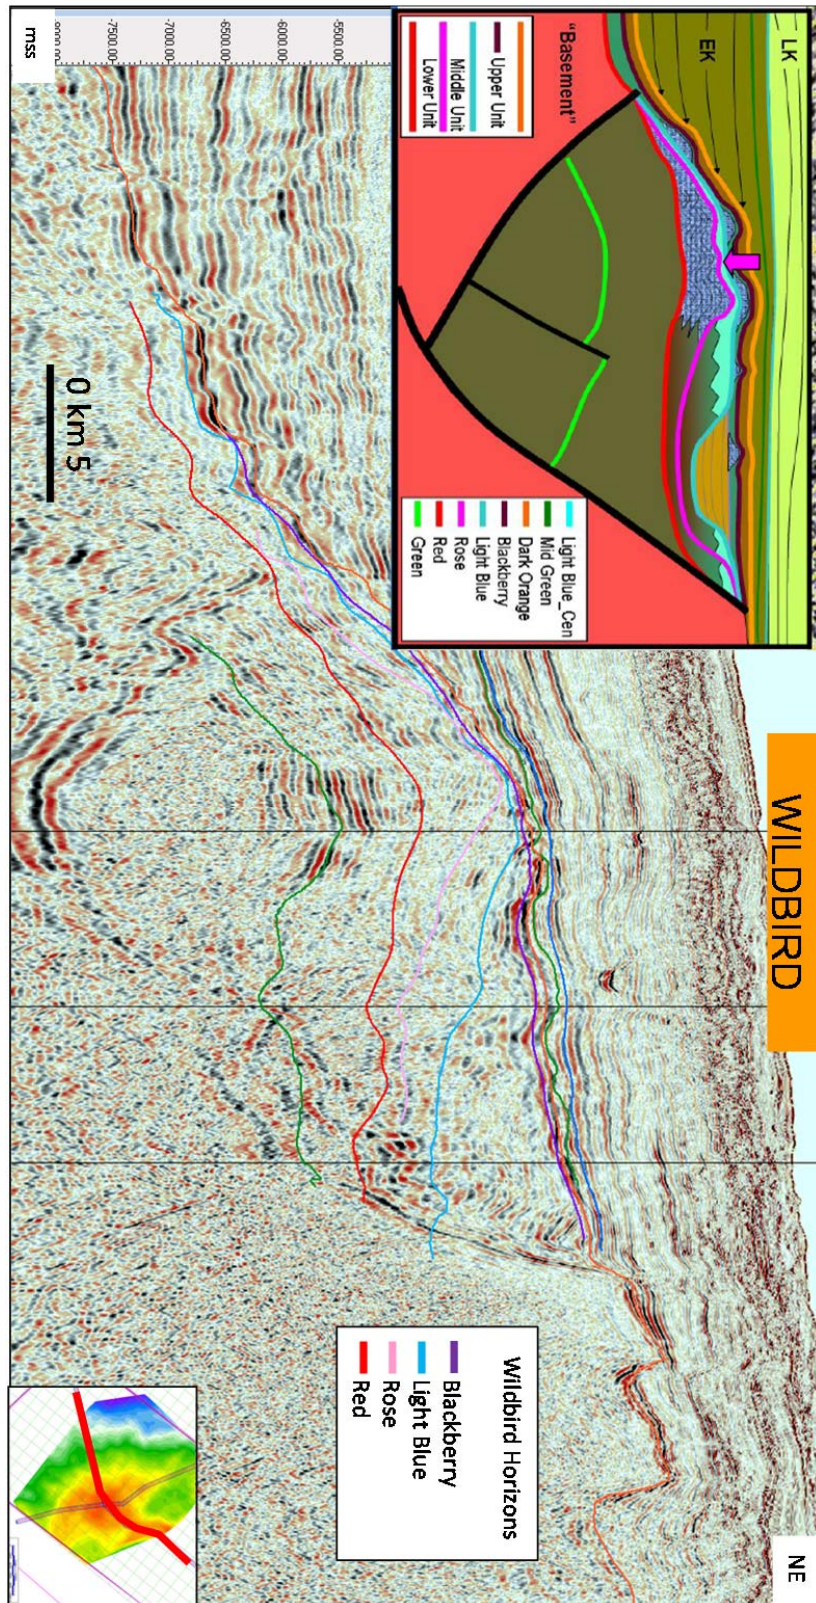 WILDBIRD
NE
LK
EK
"Basement"
Upper Unit
Middle Unit
Lower Unit
Light Blue_Cen
Mid Green
Dark Orange
Blackberry
Light Blue
Rose
Red
Green
-5500.00
-6000.00
-6500.00
-7000.00
-7500.00
mss
0 km 5
Wildbird Horizons
Blackberry
Light Blue
Rose
Red